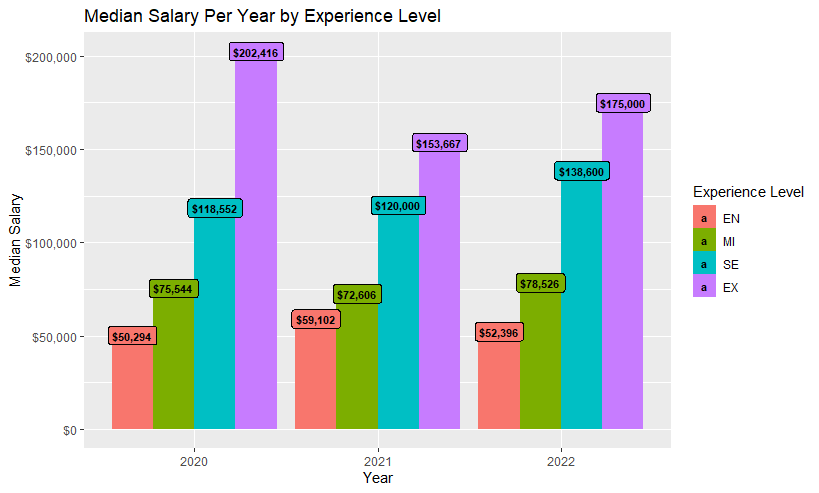 Median Salary Per Year by Experience Level
Median Salary
$200,000
$150,000
$100,000
$50,000
$0
$50,294
$75,544
$118,552
$202,416
$59,102
$72,606
$120,000
$153,667
$52,396
$78,526
$138,600
$175,000
2020
2021
2022
Year
Experience Level
a EN
a MI
a SE
a EX